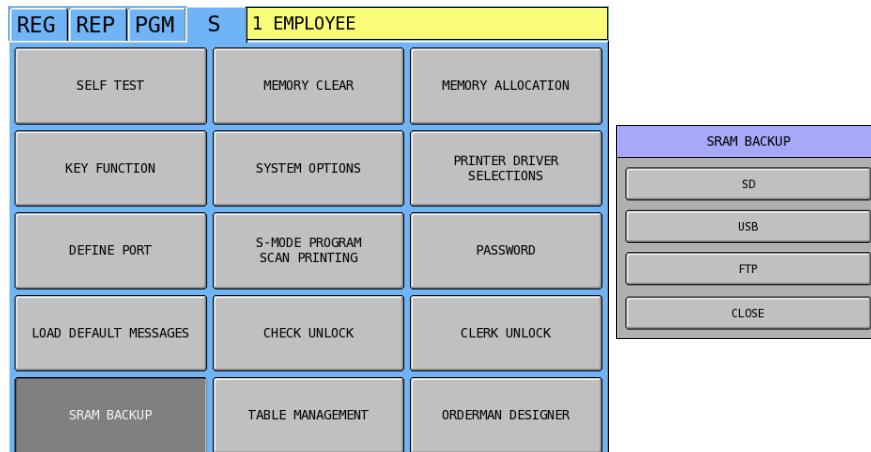 REG REP PGM S 1 EMPLOYEE
SELF TEST MEMORY CLEAR MEMORY ALLOCATION
KEY FUNCTION SYSTEM OPTIONS PRINTER DRIVER
SELECTIONS
DEFINE PORT S-MODE PROGRAM
SCAN PRINTING PASSWORD
LOAD DEFAULT MESSAGES CHECK UNLOCK CLERK UNLOCK
SRAM BACKUP TABLE MANAGEMENT ORDERMAN DESIGNER
SRAM BACKUP
SD
USB
FTP
CLOSE